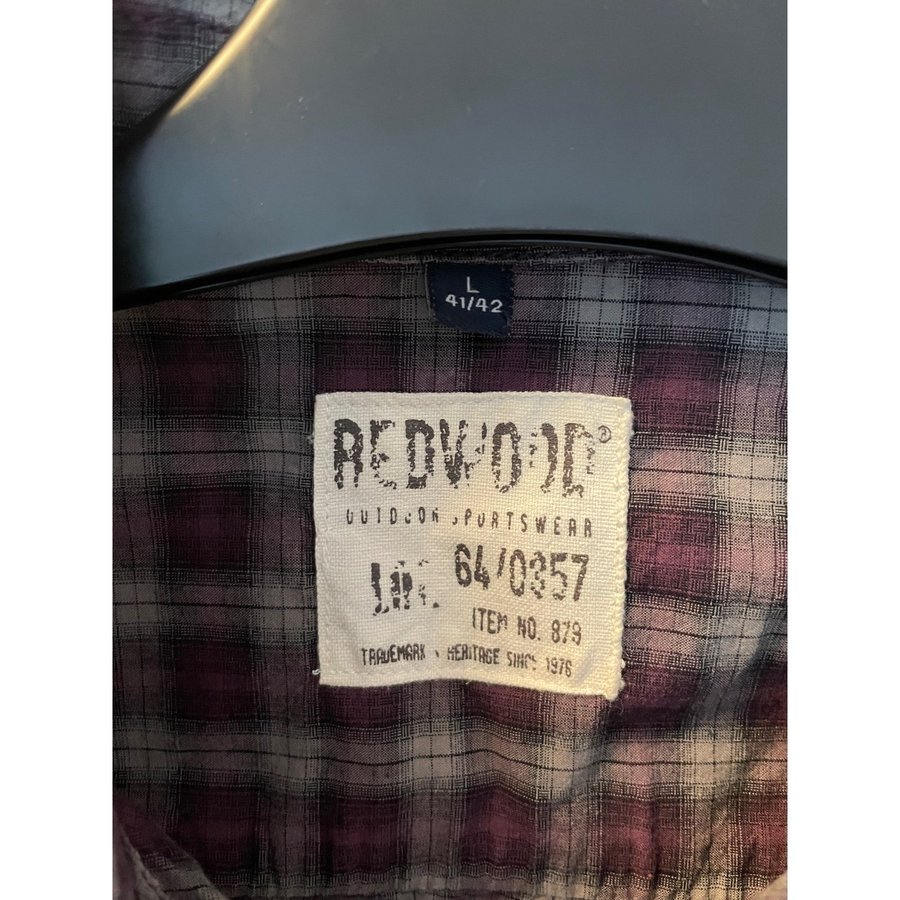 L
41/42
REDWOOD®
OUTDOOR SPORTSWEAR
64/0357
ITEM NO. 879
TRADEMARK HERITAGE SINCE 1976